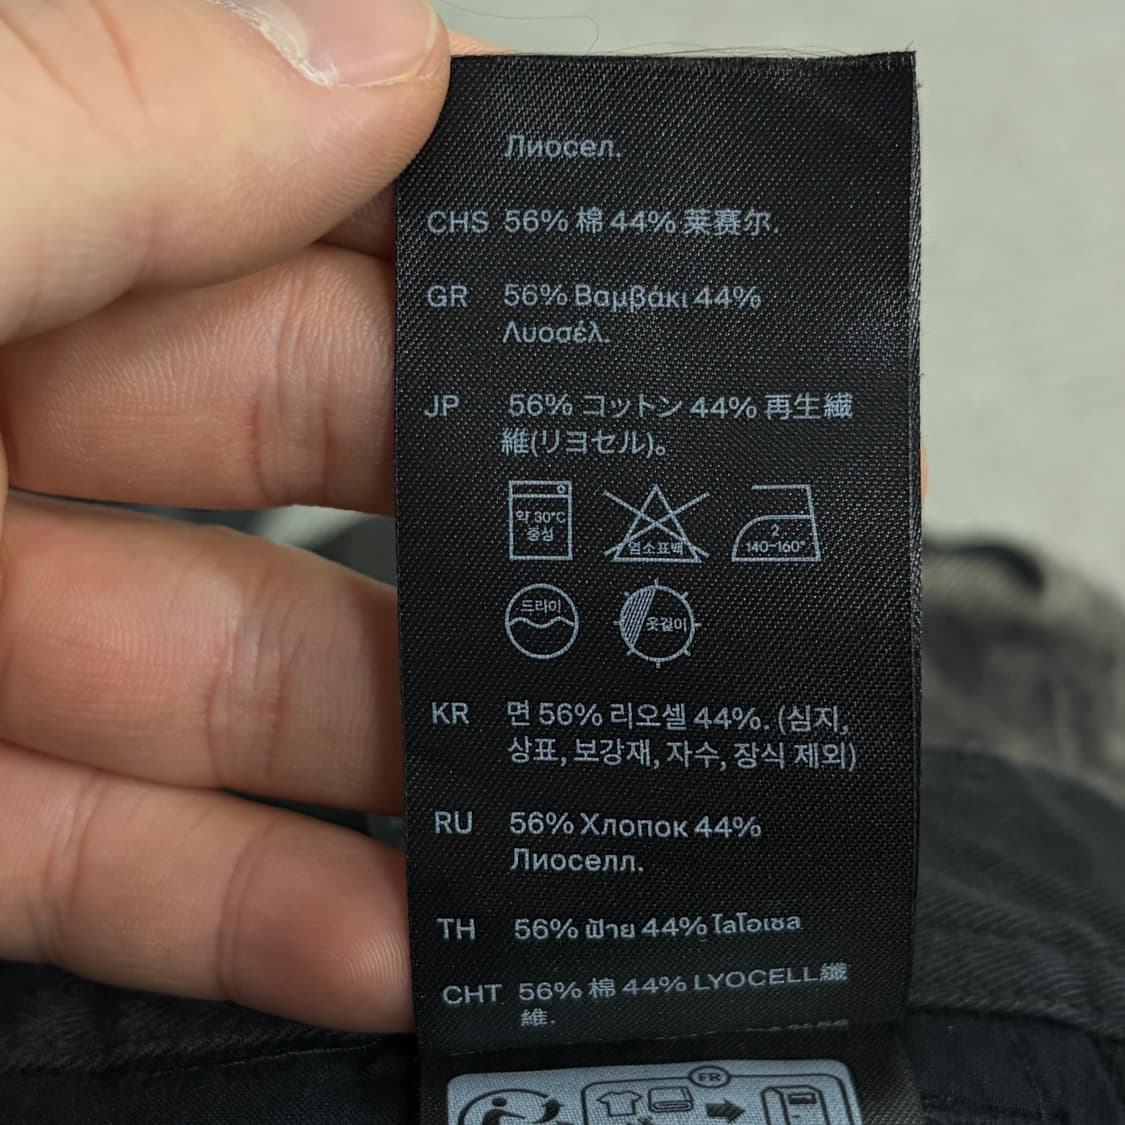 Лиосел.
CHS 56% 棉 44% 莱赛尔.
GR 56% Βαμβάκι 44%
Λυοσέλ.
JP 56% コットン 44% 再生繊
維(リヨセル)。
약 30°C
중성
염소표백
2
140-160°
드라이
옷걸이
KR 면 56% 리오셀 44%. (심지,
상표, 보강재, 자수, 장식 제외)
RU 56% Хлопок 44%
Лиоселл.
TH 56% ฝ้าย 44% ไลโอเซล
CHT 56% 棉 44% LYOCELL纖
維.
FR